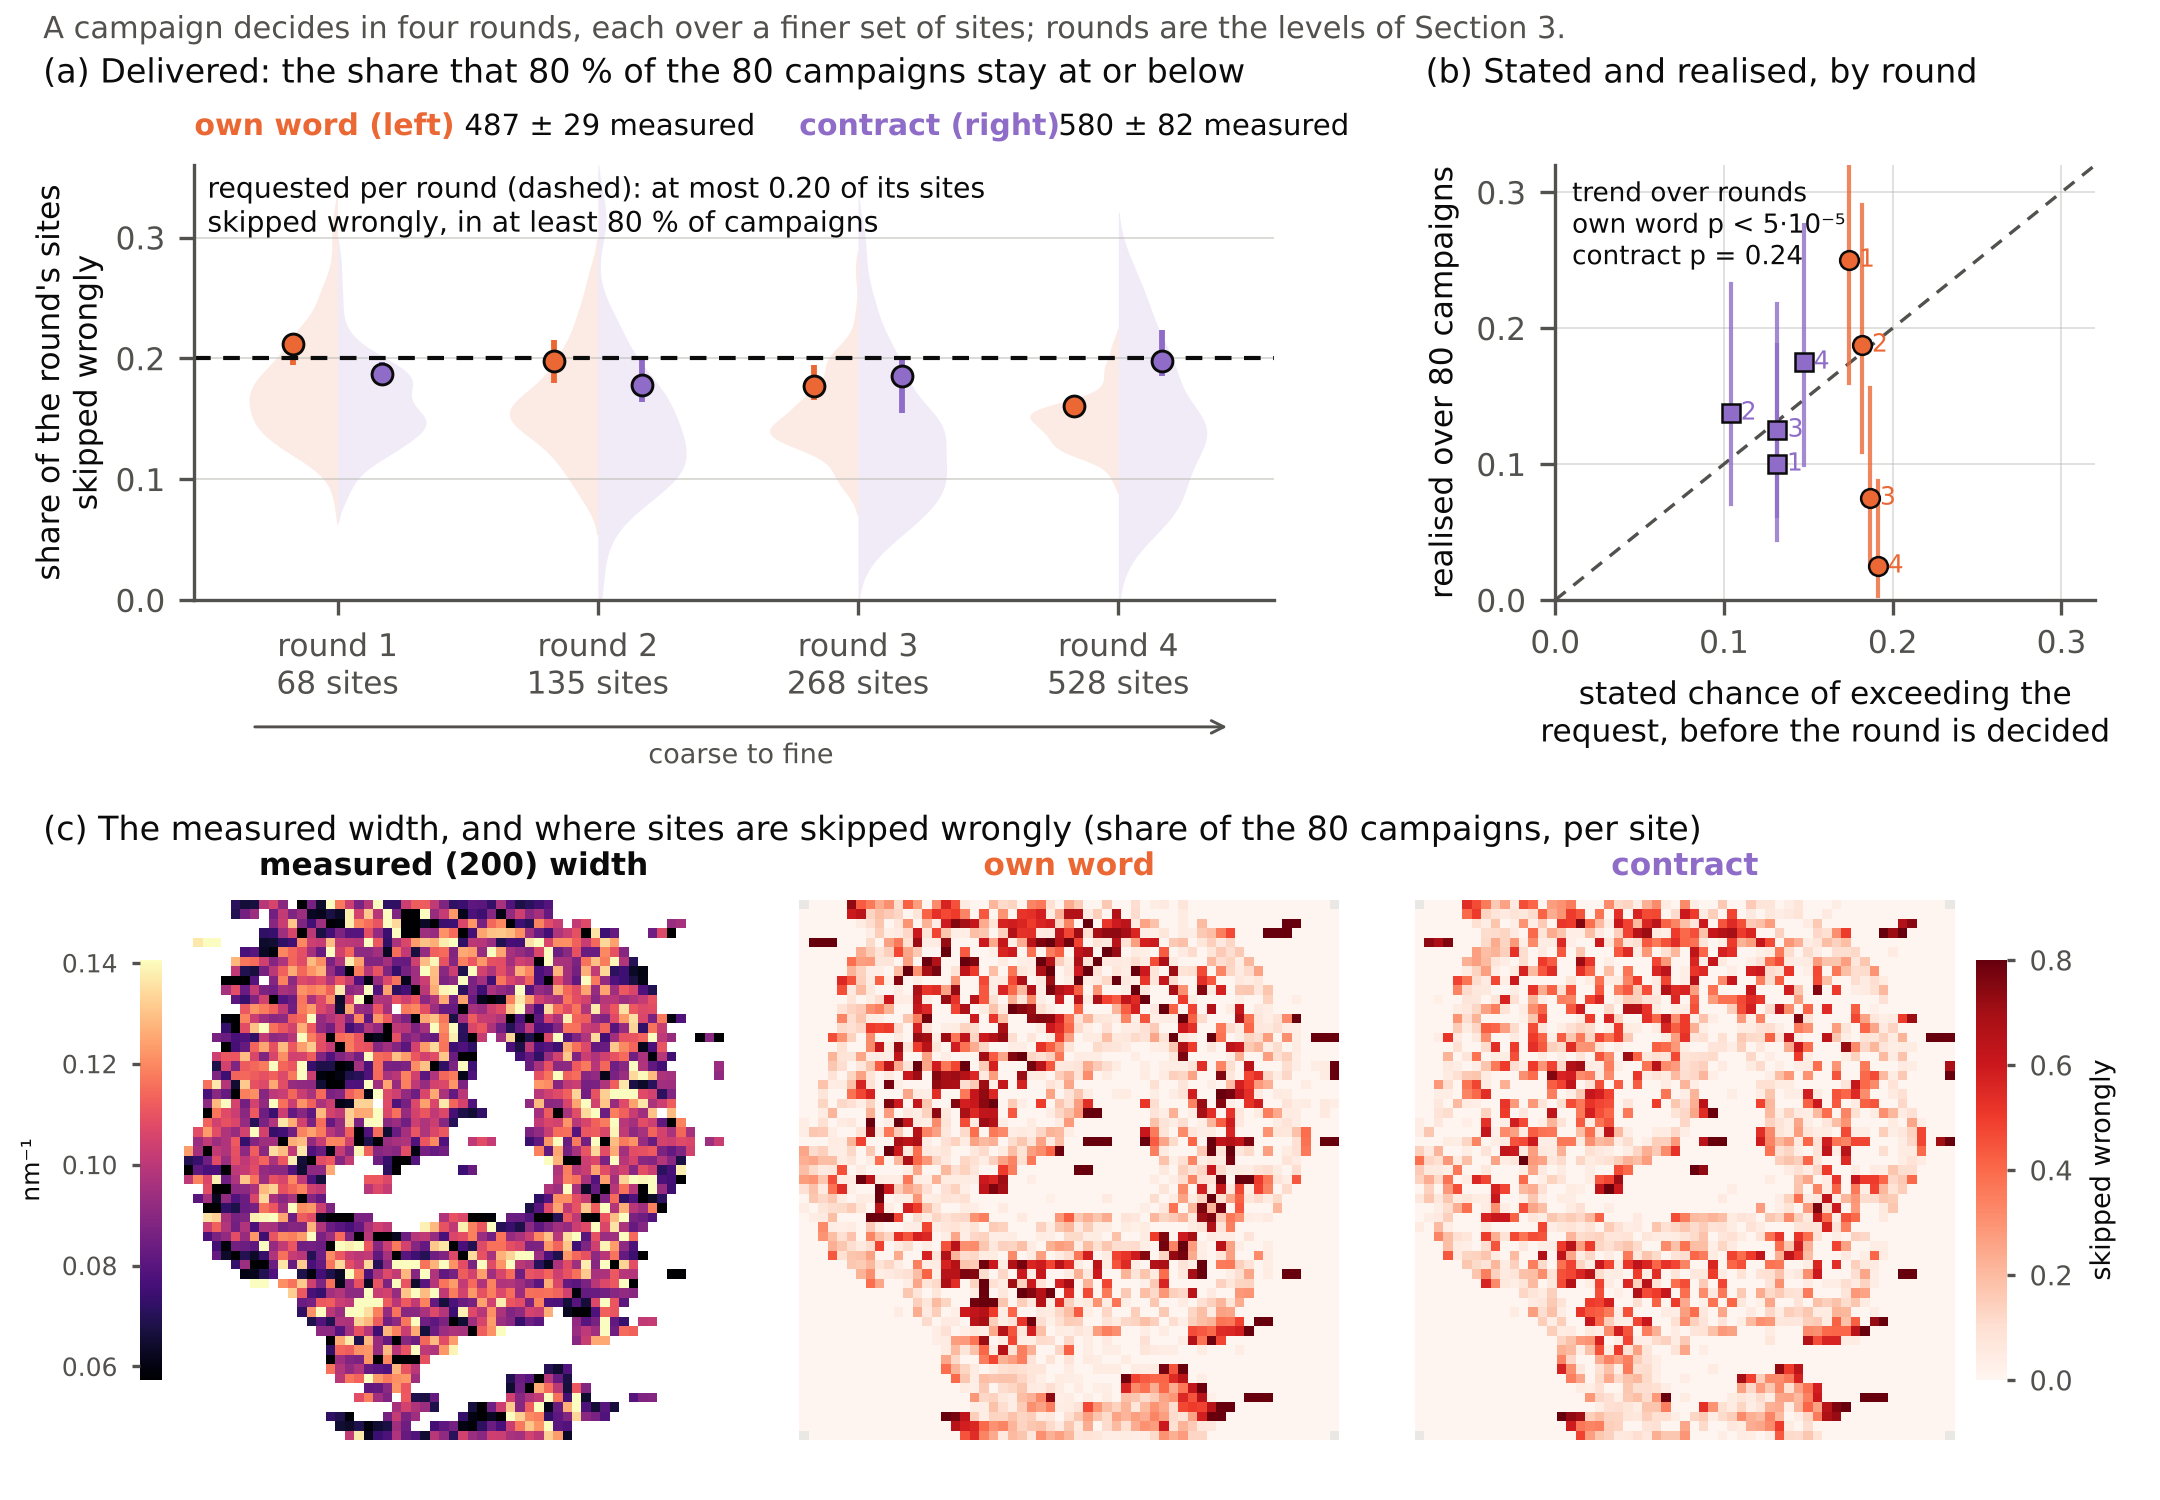 A campaign decides in four rounds, each over a finer set of sites; rounds are the levels of Section 3.
(a) Delivered: the share that 80 % of the 80 campaigns stay at or below
own word (left) 487 ± 29 measured contract (right) 580 ± 82 measured
requested per round (dashed): at most 0.20 of its sites
skipped wrongly, in at least 80 % of campaigns
share of the round's sites
skipped wrongly
0.3
0.2
0.1
0.0
round 1
68 sites
round 2
135 sites
round 3
268 sites
round 4
528 sites
coarse to fine
(b) Stated and realised, by round
trend over rounds
own word p < 5·10⁻⁵
contract p = 0.24
realised over 80 campaigns
0.3
0.2
0.1
0.0
1
2
3
4
4
2
3
1
0.0 0.1 0.2 0.3
stated chance of exceeding the
request, before the round is decided
(c) The measured width, and where sites are skipped wrongly (share of the 80 campaigns, per site)
measured (200) width
own word
contract
nm⁻¹
0.14
0.12
0.10
0.08
0.06
0.8
0.6
0.4
0.2
0.0
skipped wrongly